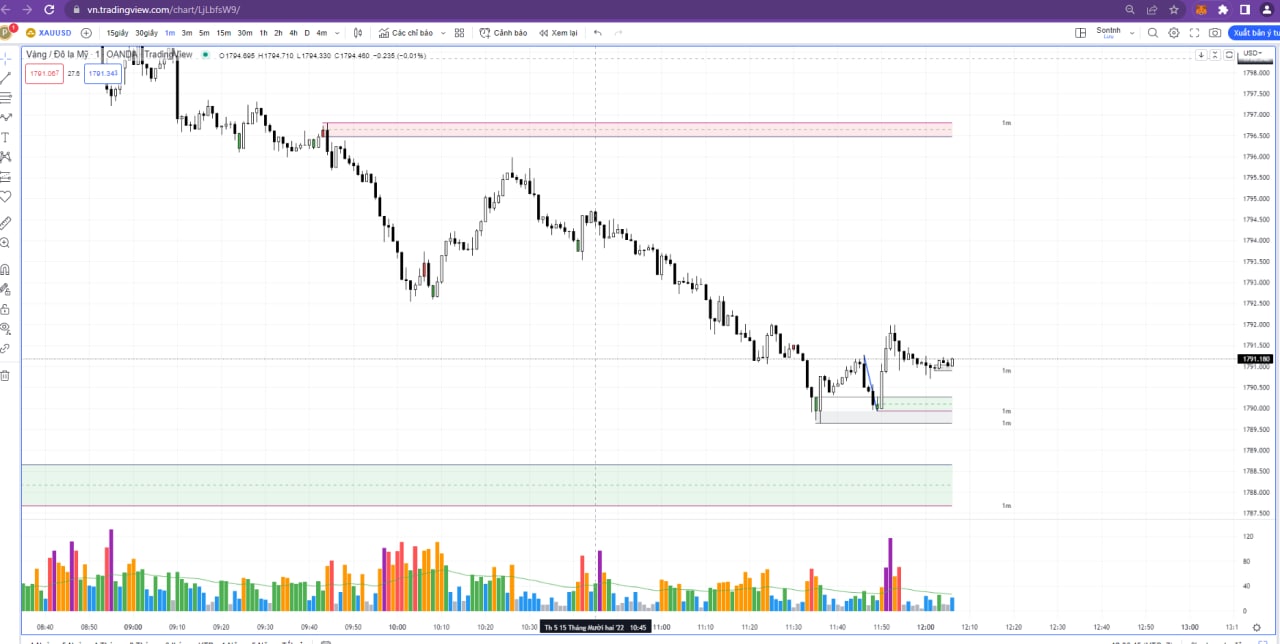 vn.tradingview.com/chart/LjLbfsW9/
XAUUSD 15giây 30giây 1m 3m 5m 15m 30m 1h 2h 4h D 4m Các chỉ báo Cảnh báo Xem lại Sontnh Lưu Xuất bản ý tư
Vàng / Đô la Mỹ · 1 · OANDA · TradingView O1794.695 H1794.710 L1794.330 C1794.460 −0.235 (−0.01%)
USD
1791.067 27.6 1791.343
1798.000
1797.500
1797.000
1m
1796.500
1796.000
1795.500
1795.000
1794.500
1794.000
1793.500
1793.000
1792.500
1792.000
1791.500
1791.180
1791.000
1m
1790.500
1790.000
1m
1789.500
1m
1789.000
1788.500
1788.000
1787.500
1m
120
80
40
0
08:40 08:50 09:00 09:10 09:20 09:30 09:40 09:50 10:00 10:10 10:20 10:30 Th 5 15 Tháng Mười hai '22 10:45 11:00 11:10 11:20 11:30 11:40 11:50 12:00 12:10 12:20 12:30 12:40 12:50 13:00 13:1